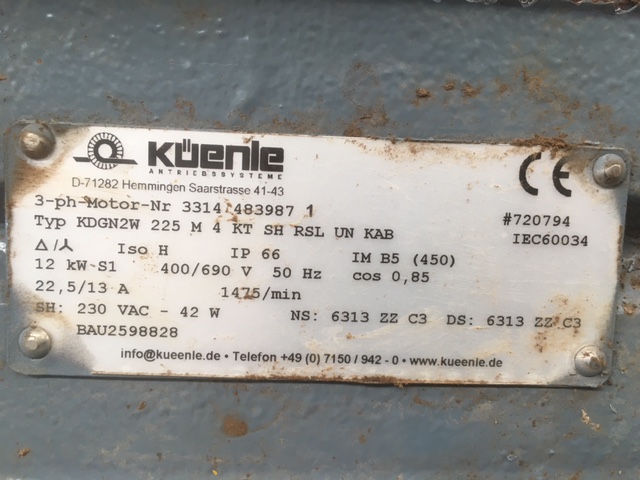 KÜENLE
ANTRIEBSSYSTEME
D-71282 Hemmingen Saarstrasse 41-43
CE
3-ph-Motor-Nr 3314 483987 1
#720794
Typ KDGN2W 225 M 4 KT SH RSL UN KAB
IEC60034
Δ/⅄ Iso H IP 66 IM B5 (450)
12 kW S1 400/690 V 50 Hz cos 0,85
22,5/13 A 1475/min
SH: 230 VAC - 42 W NS: 6313 ZZ C3 DS: 6313 ZZ C3
BAU2598828
info@kueenle.de • Telefon +49 (0) 7150 / 942 - 0 • www.kueenle.de